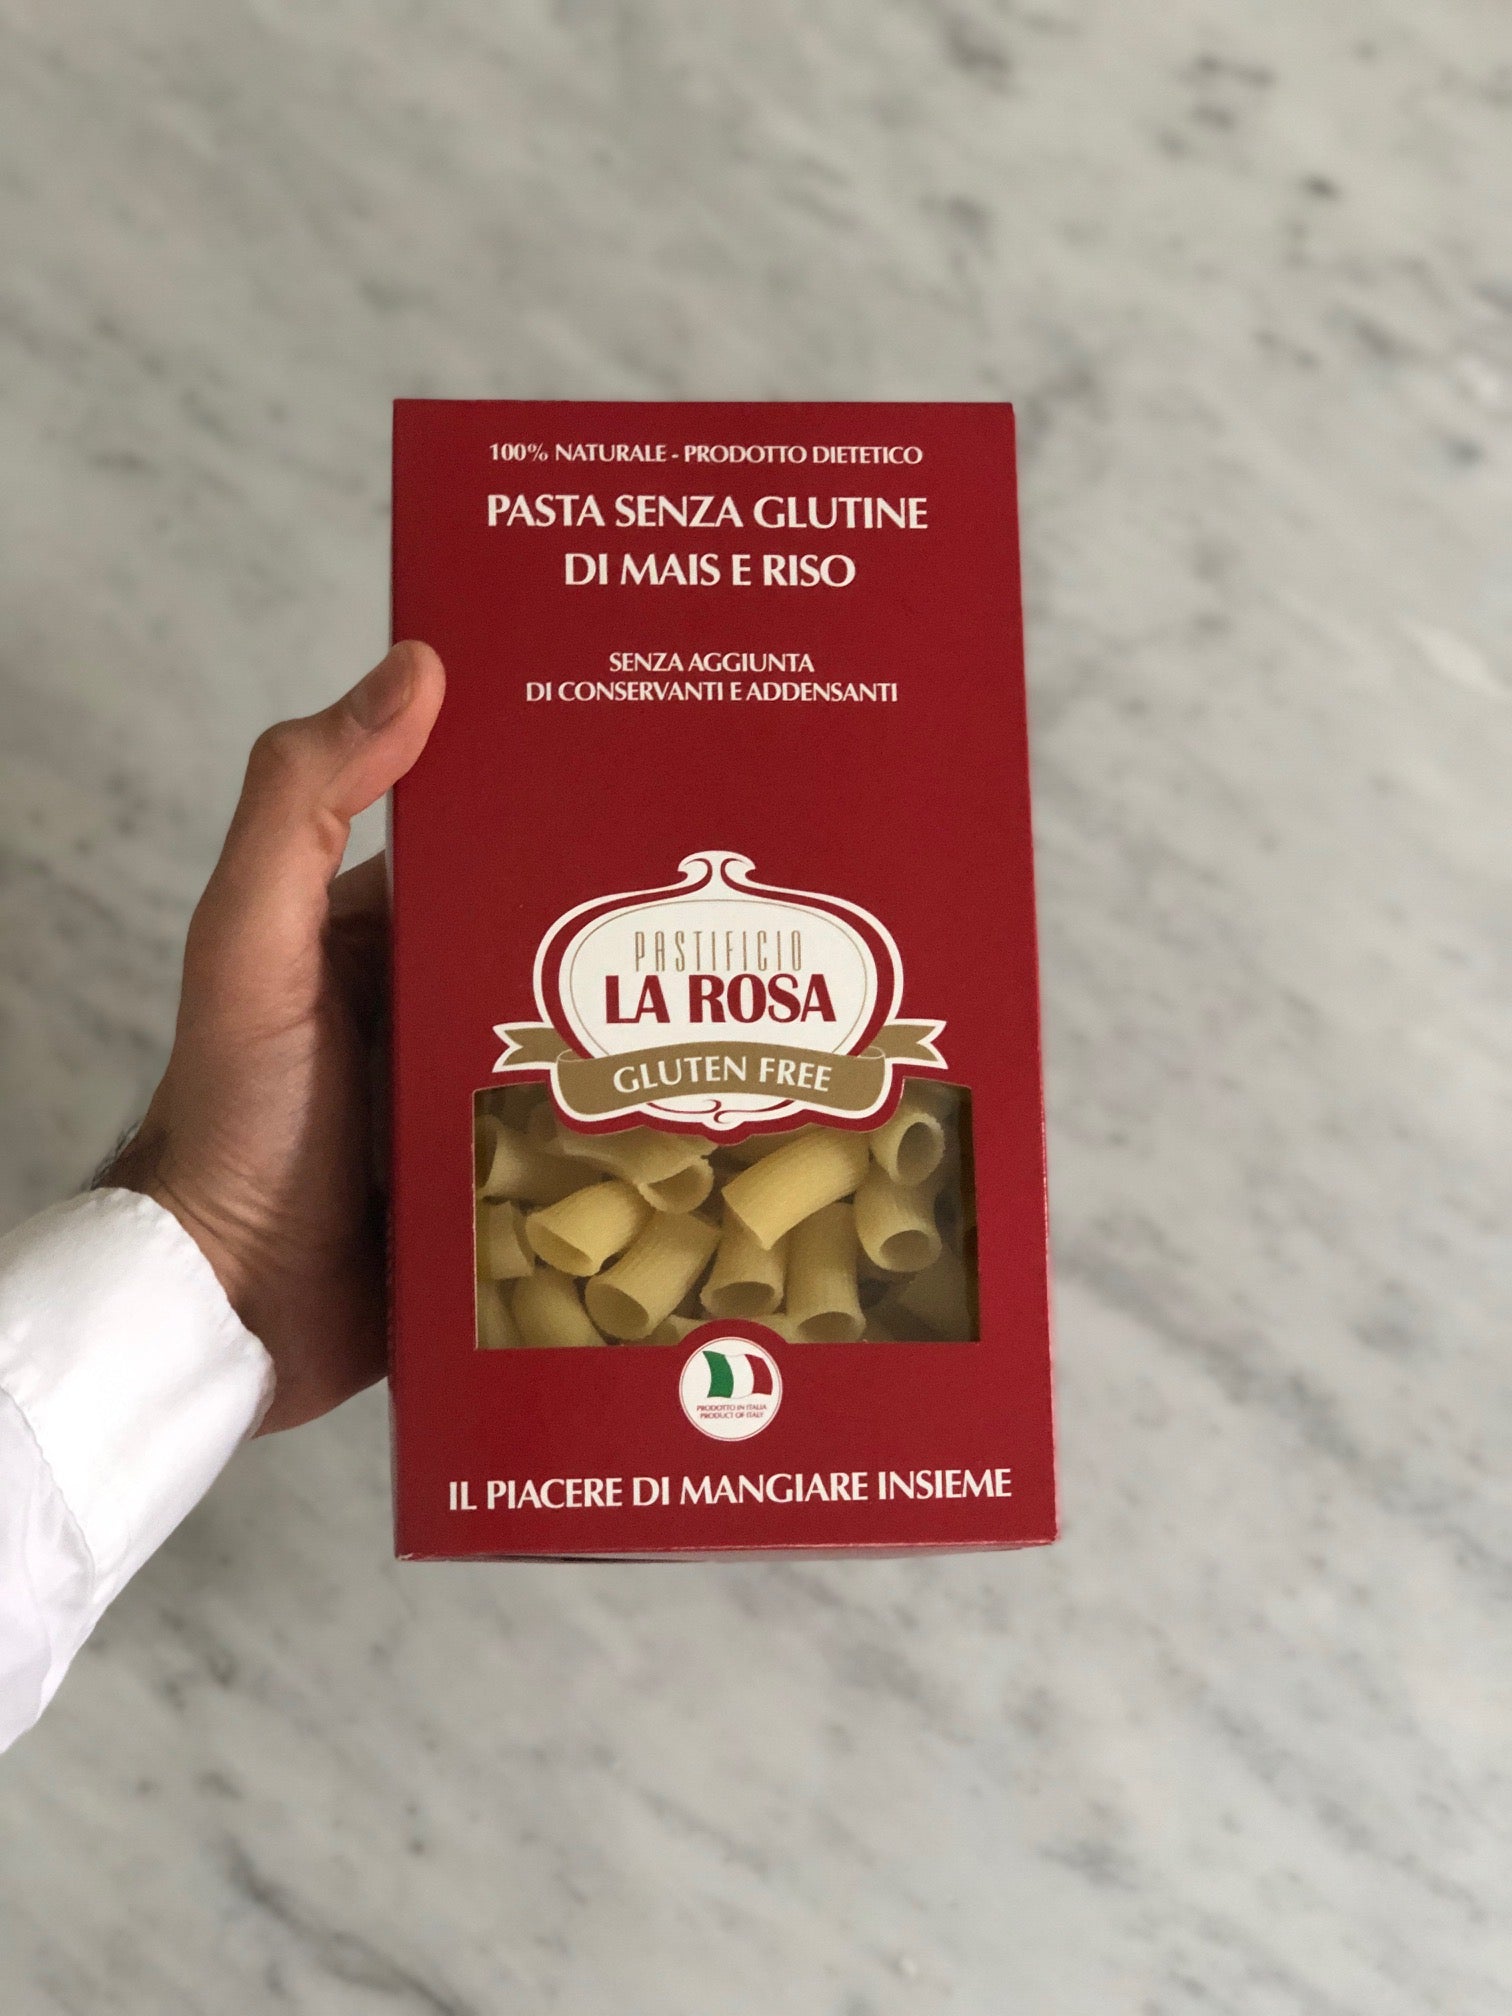 100% NATURALE - PRODOTTO DIETETICO
PASTA SENZA GLUTINE
DI MAIS E RISO
SENZA AGGIUNTA
DI CONSERVANTI E ADDENSANTI
PASTIFICIO
LA ROSA
GLUTEN FREE
PRODOTTO IN ITALIA
PRODUCT OF ITALY
IL PIACERE DI MANGIARE INSIEME